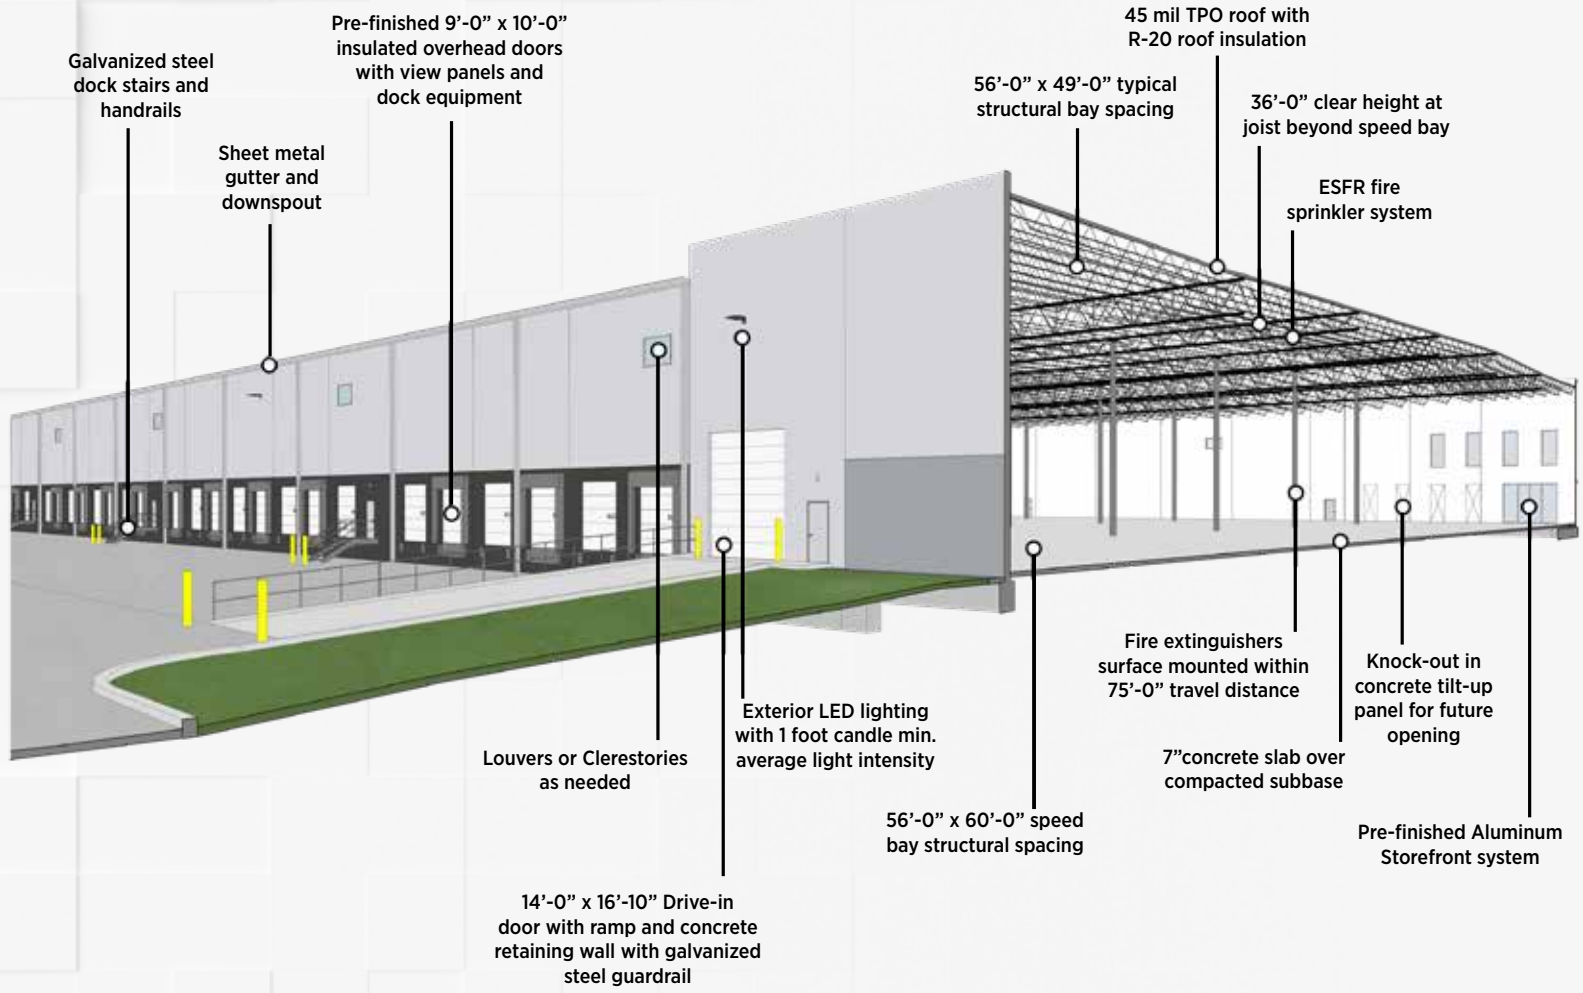 Galvanized steel
dock stairs and
handrails
Sheet metal
gutter and
downspout
Pre-finished 9’-0” x 10’-0”
insulated overhead doors
with view panels and
dock equipment
56’-0” x 49’-0” typical
structural bay spacing
45 mil TPO roof with
R-20 roof insulation
36’-0” clear height at
joist beyond speed bay
ESFR fire
sprinkler system
Louvers or Clerestories
as needed
Exterior LED lighting
with 1 foot candle min.
average light intensity
14’-0” x 16’-10” Drive-in
door with ramp and concrete
retaining wall with galvanized
steel guardrail
56’-0” x 60’-0” speed
bay structural spacing
Fire extinguishers
surface mounted within
75’-0” travel distance
7”concrete slab over
compacted subbase
Knock-out in
concrete tilt-up
panel for future
opening
Pre-finished Aluminum
Storefront system